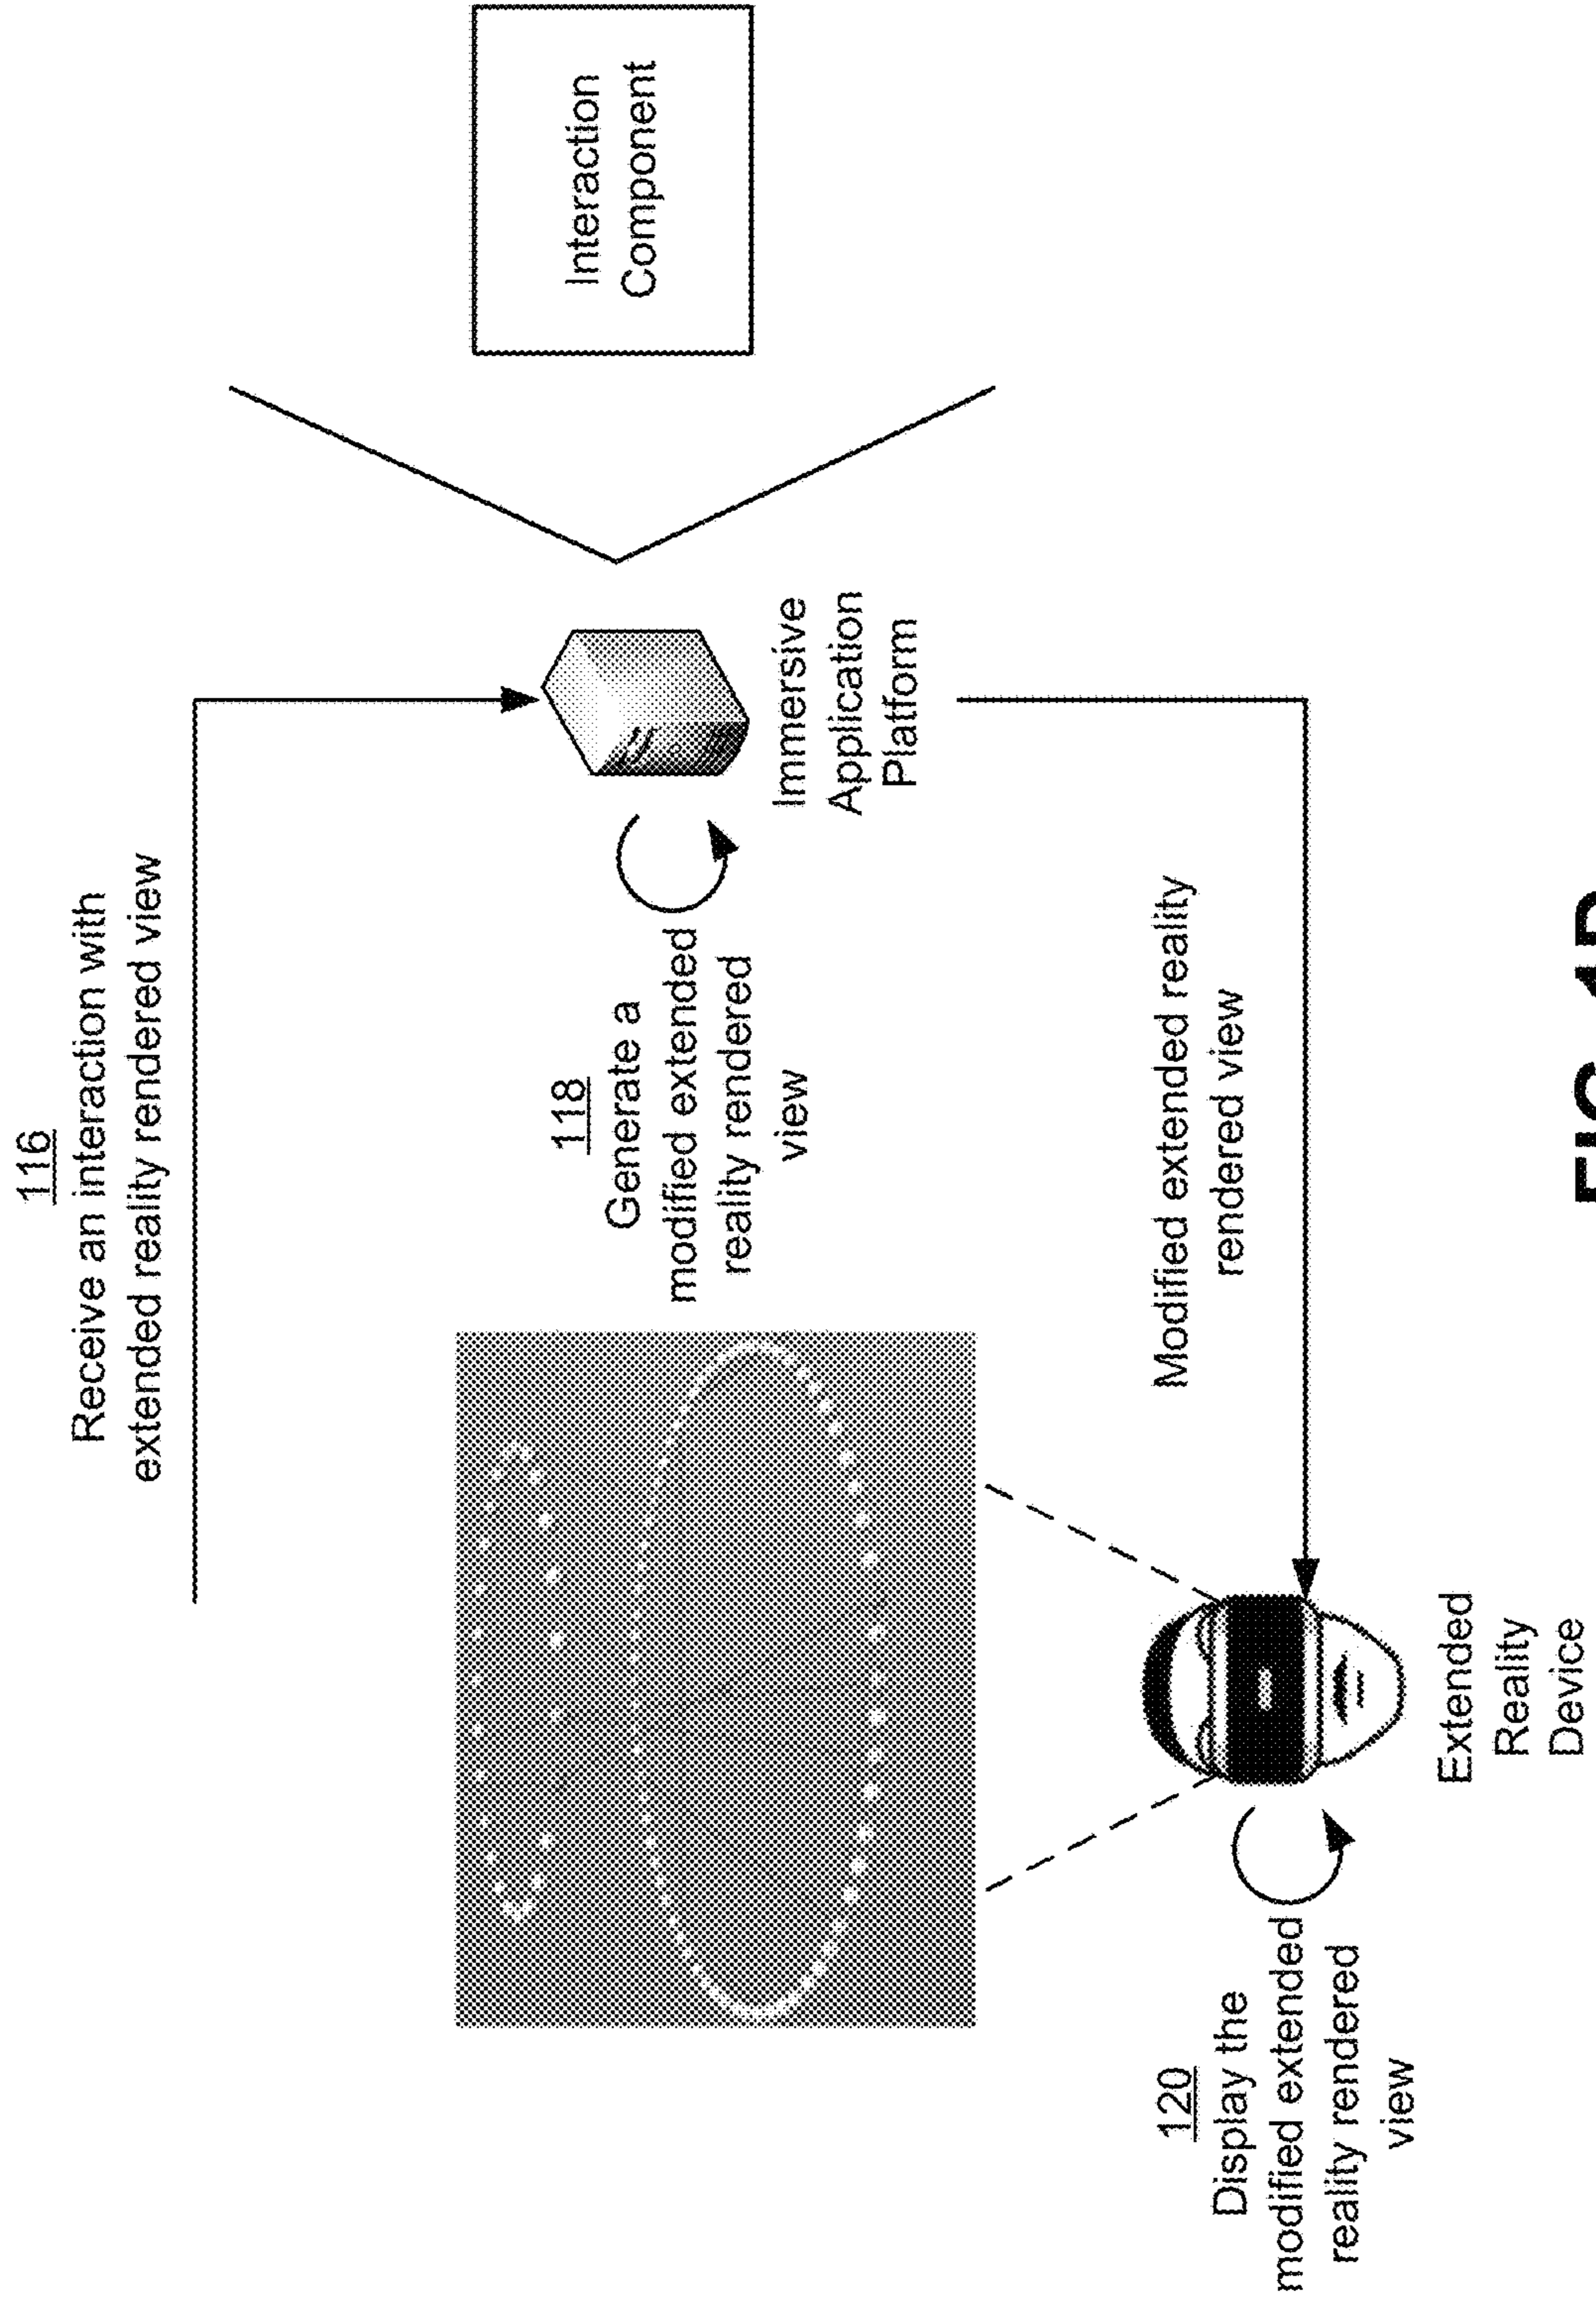 116
Receive an interaction with
extended reality rendered view
118
Generate a
modified extended
reality rendered
view
Immersive
Application
Platform
Interaction
Component
Modified extended reality
rendered view
120
Display the
modified extended
reality rendered
view
Extended
Reality
Device
FIG